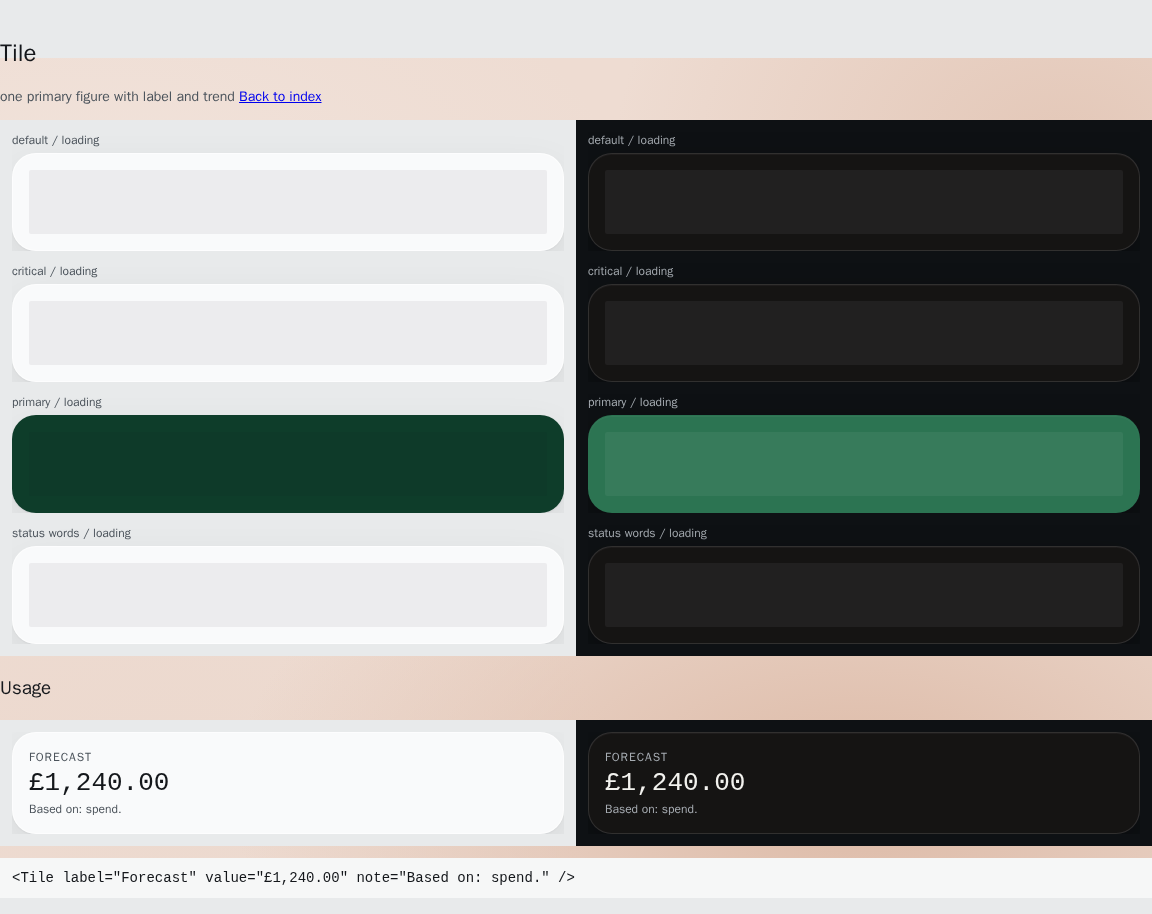 Tile
one primary figure with label and trend Back to index
default / loading
default / loading
critical / loading
critical / loading
primary / loading
primary / loading
status words / loading
status words / loading
Usage
FORECAST
£1,240.00
Based on: spend.
FORECAST
£1,240.00
Based on: spend.
<Tile label="Forecast" value="£1,240.00" note="Based on: spend." />